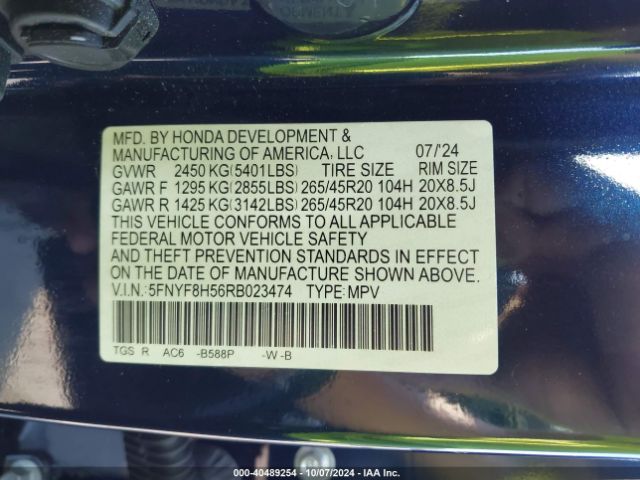 MFD. BY HONDA DEVELOPMENT &
MANUFACTURING OF AMERICA, LLC 07/'24
GVWR 2450 KG(5401LBS) TIRE SIZE RIM SIZE
GAWR F 1295 KG(2855LBS) 265/45R20 104H 20X8.5J
GAWR R 1425 KG(3142LBS) 265/45R20 104H 20X8.5J
THIS VEHICLE CONFORMS TO ALL APPLICABLE
FEDERAL MOTOR VEHICLE SAFETY
AND THEFT PREVENTION STANDARDS IN EFFECT
ON THE DATE OF MANUFACTURE SHOWN ABOVE.
V.I.N.: 5FNYF8H56RB023474 TYPE: MPV
TGS R AC6 -B588P -W-B
000 - 40489254 - 10/07/2024 - IAA Inc.